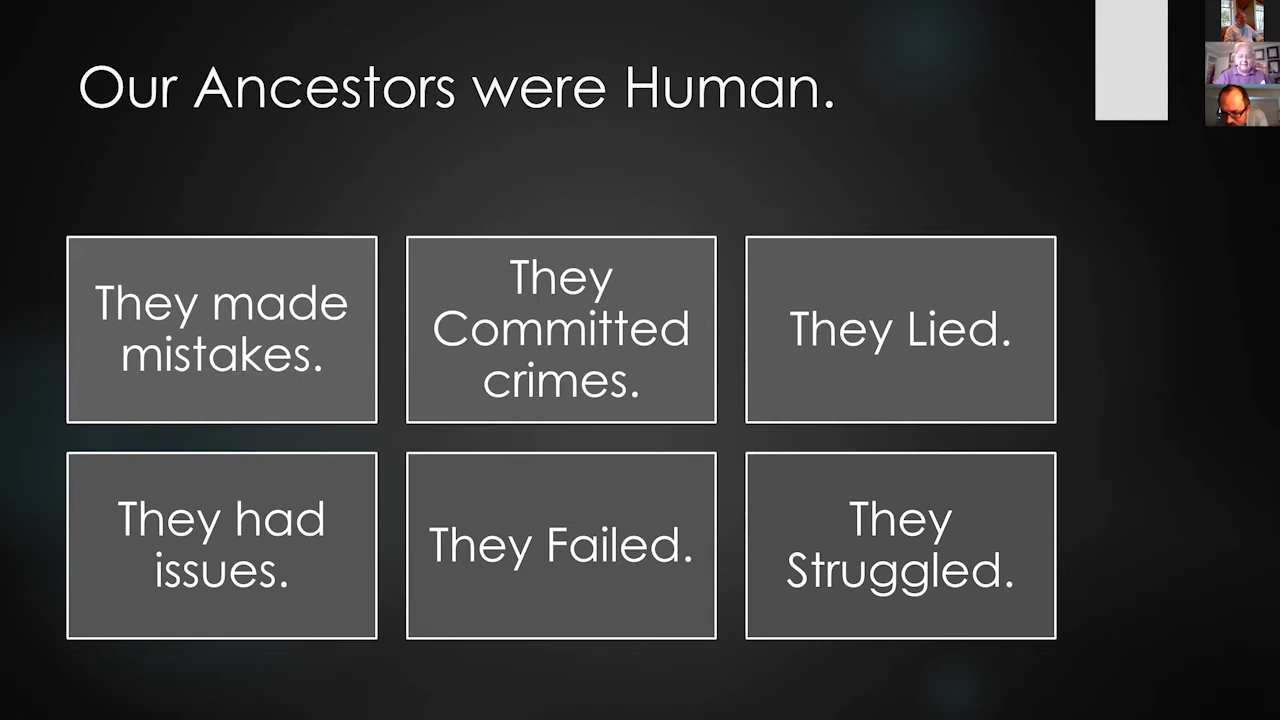 Our Ancestors were Human.
They made
mistakes.
They
Committed
crimes.
They Lied.
They had
issues.
They Failed.
They
Struggled.